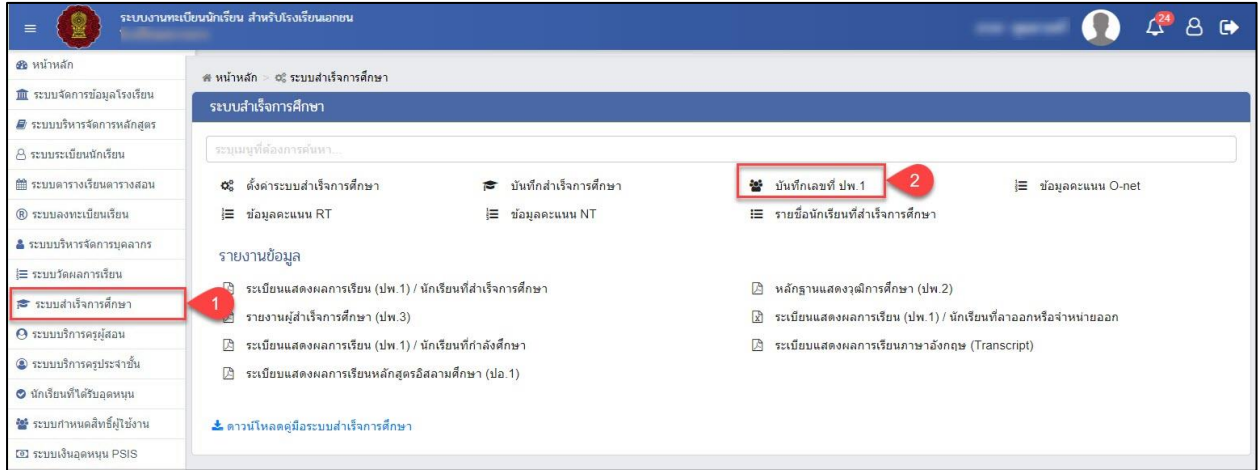 ระบบงานทะเบียนนักเรียน สำหรับโรงเรียนเอกชน
24
หน้าหลัก
ระบบจัดการข้อมูลโรงเรียน
ระบบบริหารจัดการหลักสูตร
ระบบระเบียนนักเรียน
ระบบตารางเรียนตารางสอน
ระบบลงทะเบียนเรียน
ระบบบริหารจัดการบุคลากร
ระบบวัดผลการเรียน
ระบบสำเร็จการศึกษา
1
ระบบบริการครูผู้สอน
ระบบบริการครูประจำชั้น
นักเรียนที่ได้รับอุดหนุน
ระบบกำหนดสิทธิ์ผู้ใช้งาน
ระบบเงินอุดหนุน PSIS
หน้าหลัก > ระบบสำเร็จการศึกษา
ระบบสำเร็จการศึกษา
ระบุเมนูที่ต้องการค้นหา...
ตั้งค่าระบบสำเร็จการศึกษา บันทึกสำเร็จการศึกษา บันทึกเลขที่ ปพ.1 2 ข้อมูลคะแนน O-net
ข้อมูลคะแนน RT ข้อมูลคะแนน NT รายชื่อนักเรียนที่สำเร็จการศึกษา
รายงานข้อมูล
ระเบียนแสดงผลการเรียน (ปพ.1) / นักเรียนที่สำเร็จการศึกษา หลักฐานแสดงวุฒิการศึกษา (ปพ.2)
รายงานผู้สำเร็จการศึกษา (ปพ.3) ระเบียนแสดงผลการเรียน (ปพ.1) / นักเรียนที่ลาออกหรือจำหน่ายออก
ระเบียนแสดงผลการเรียน (ปพ.1) / นักเรียนที่กำลังศึกษา ระเบียบแสดงผลการเรียนภาษาอังกฤษ (Transcript)
ระเบียบแสดงผลการเรียนหลักสูตรอิสลามศึกษา (ปอ.1)
ดาวน์โหลดคู่มือระบบสำเร็จการศึกษา